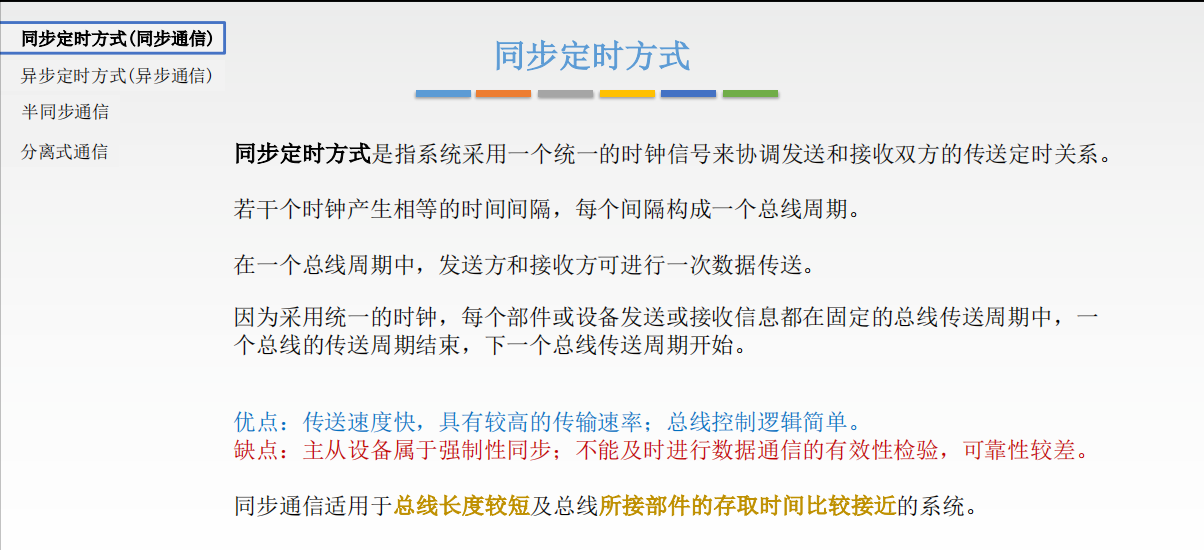 同步定时方式(同步通信)
异步定时方式(异步通信)
半同步通信
分离式通信
同步定时方式
同步定时方式是指系统采用一个统一的时钟信号来协调发送和接收双方的传送定时关系。
若干个时钟产生相等的时间间隔，每个间隔构成一个总线周期。
在一个总线周期中，发送方和接收方可进行一次数据传送。
因为采用统一的时钟，每个部件或设备发送或接收信息都在固定的总线传送周期中，一
个总线的传送周期结束，下一个总线传送周期开始。
优点：传送速度快，具有较高的传输速率；总线控制逻辑简单。
缺点：主从设备属于强制性同步；不能及时进行数据通信的有效性检验，可靠性较差。
同步通信适用于总线长度较短及总线所接部件的存取时间比较接近的系统。